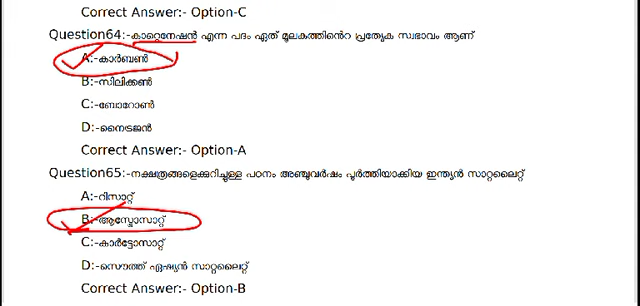 Correct Answer:- Option-C
Question64:-കാറ്റെനേഷൻ എന്ന പദം ഏത് മൂലകത്തിൻെറ പ്രത്യേക സ്വഭാവം ആണ്
A:-കാർബൺ
B:-സിലിക്കൺ
C:-ബോറോൺ
D:-നൈട്രജൻ
Correct Answer:- Option-A
Question65:-നക്ഷത്രങ്ങളെക്കുറിച്ചുള്ള പഠനം അഞ്ചുവർഷം പൂർത്തിയാക്കിയ ഇന്ത്യൻ സാറ്റലൈറ്റ്
A:-റിസാറ്റ്
B:-ആസ്ട്രോസാറ്റ്
C:-കാർട്ടോസാറ്റ്
D:-സൌത്ത് ഏഷ്യൻ സാറ്റലൈറ്റ്
Correct Answer:- Option-B